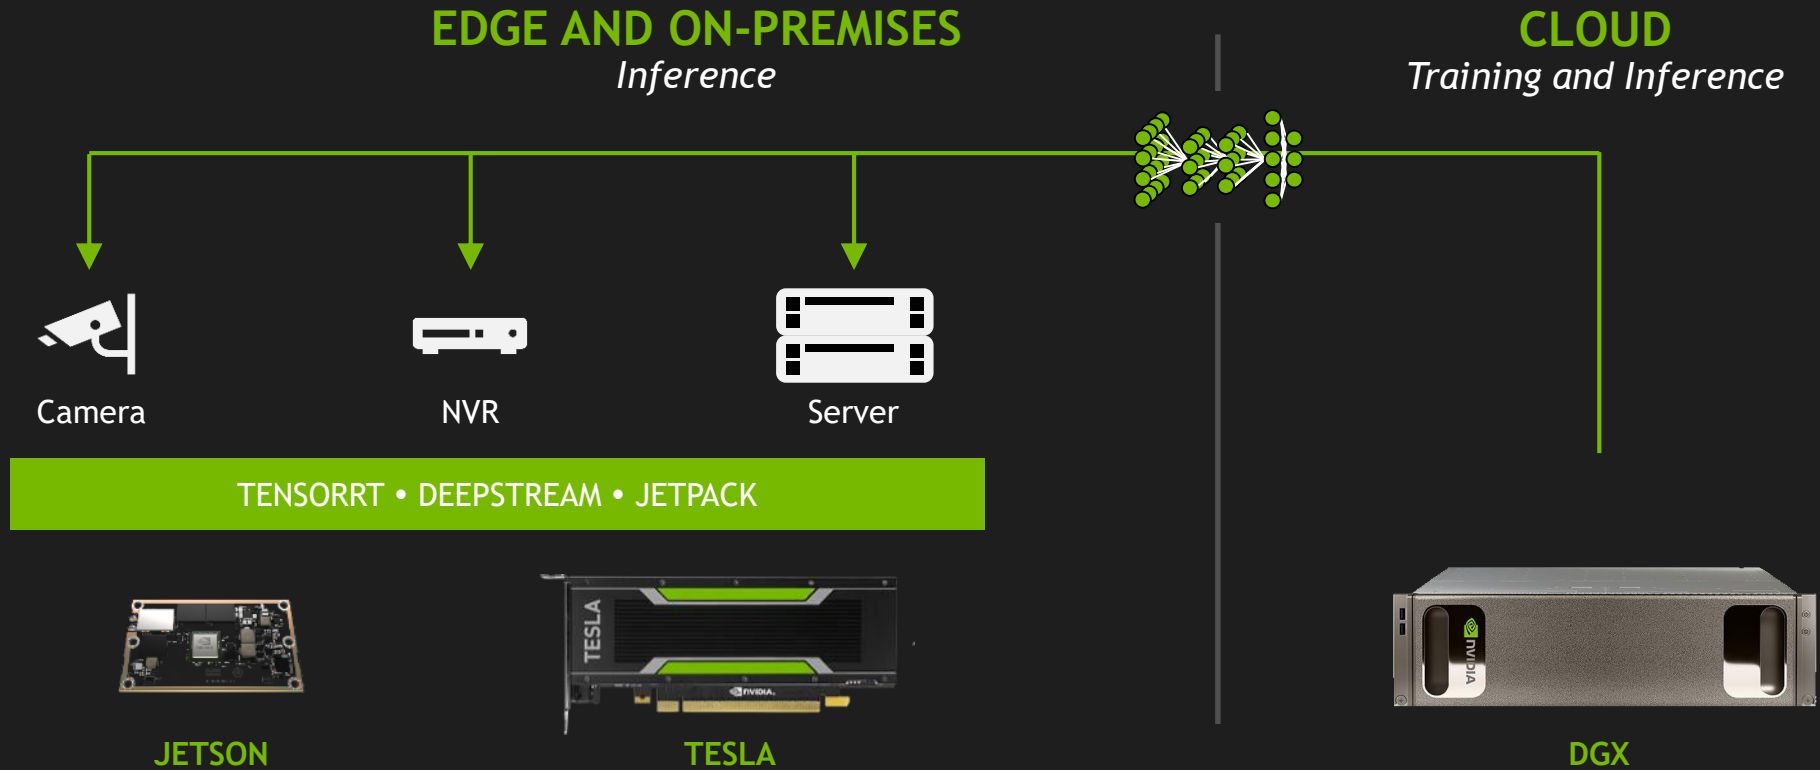 EDGE AND ON-PREMISES
Inference
CLOUD
Training and Inference
Camera
NVR
Server
TENSORRT • DEEPSTREAM • JETPACK
TESLA
NVIDIA.
NVIDIA
JETSON
TESLA
DGX